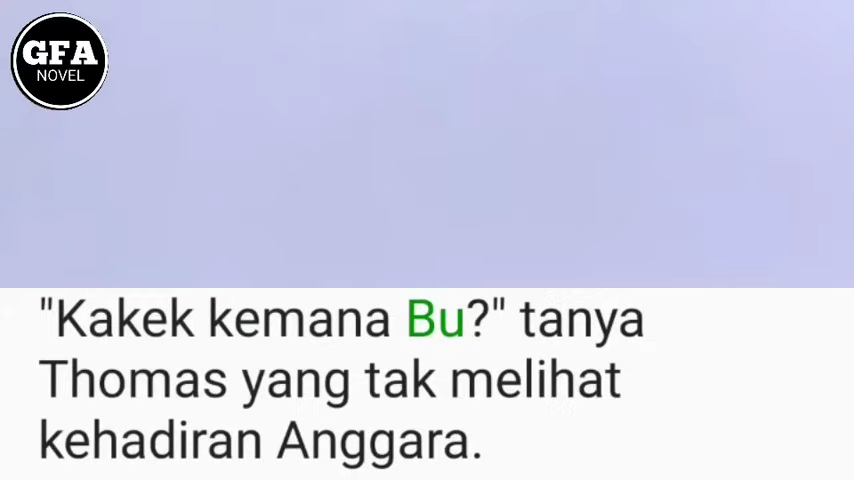 GFA
NOVEL
"Kakek kemana Bu?" tanya
Thomas yang tak melihat
kehadiran Anggara.